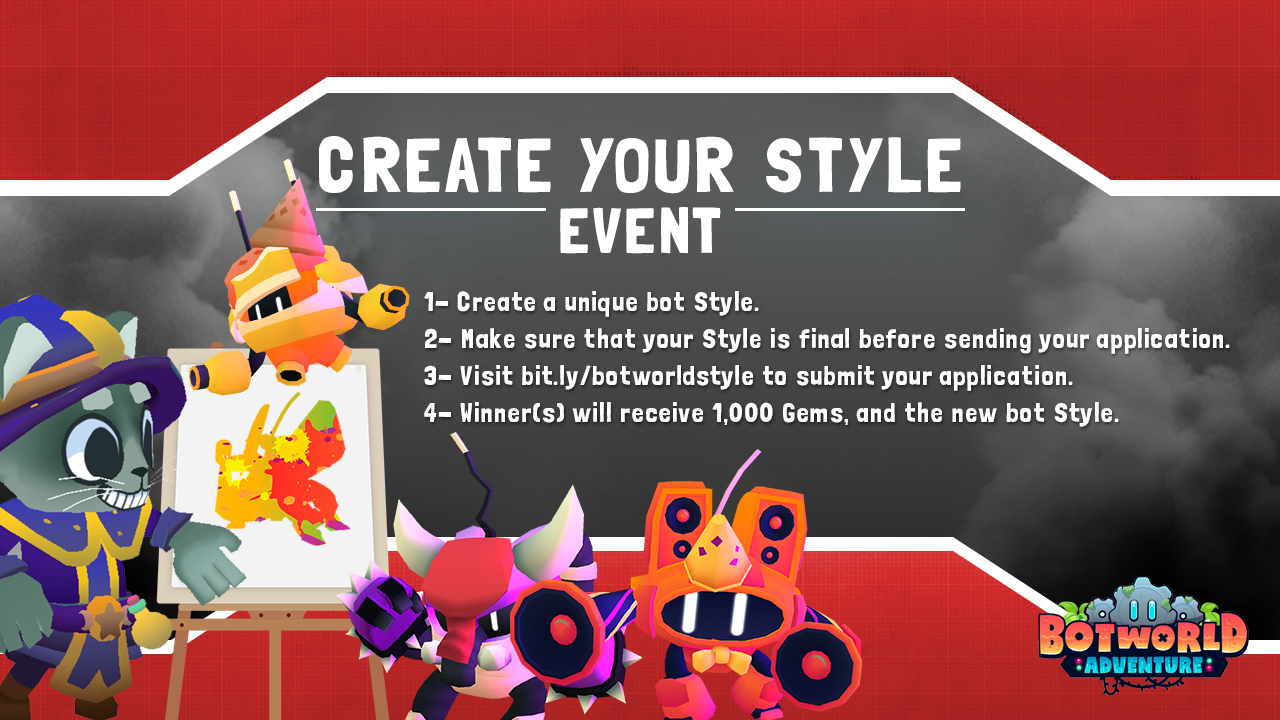 CREATE YOUR STYLE
EVENT
1- Create a unique bot Style.
2- Make sure that your Style is final before sending your application.
3- Visit bit.ly/botworldstyle to submit your application.
4- Winner(s) will receive 1,000 Gems, and the new bot Style.
BOTWORLD
ADVENTURE